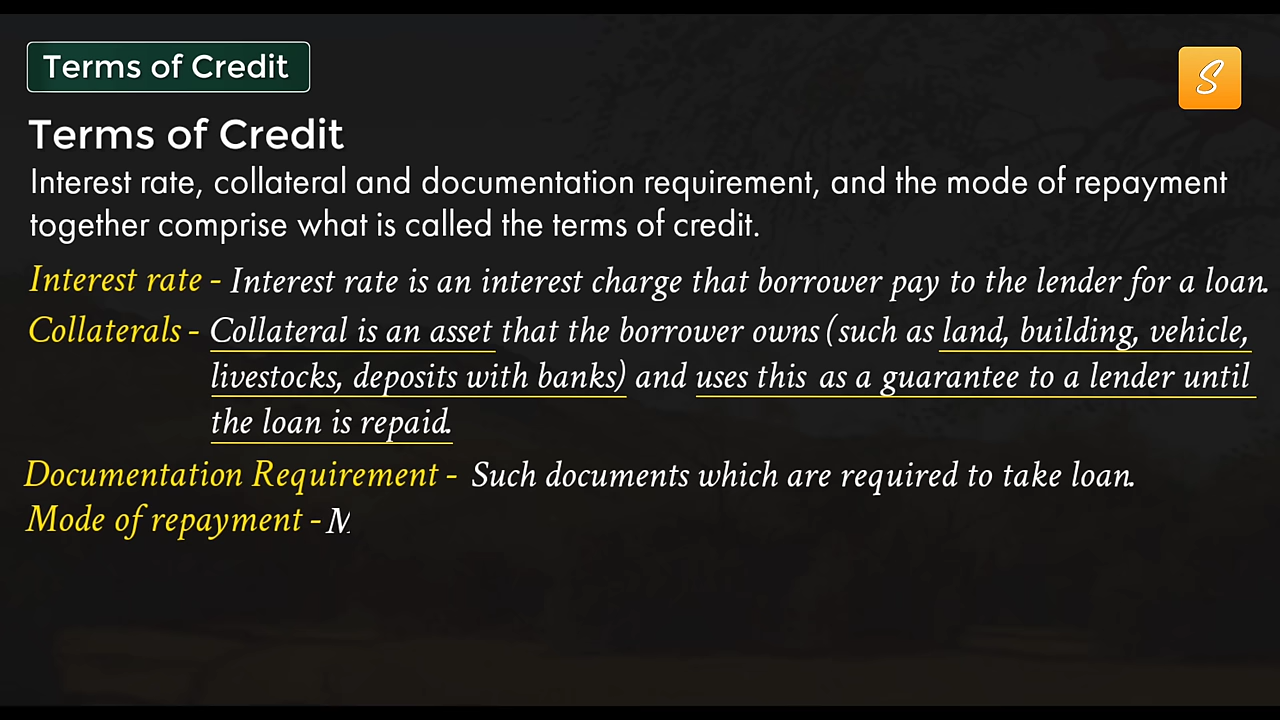 Terms of Credit
S
Terms of Credit
Interest rate, collateral and documentation requirement, and the mode of repayment
together comprise what is called the terms of credit.
Interest rate - Interest rate is an interest charge that borrower pay to the lender for a loan.
Collaterals - Collateral is an asset that the borrower owns (such as land, building, vehicle,
livestocks, deposits with banks) and uses this as a guarantee to a lender until
the loan is repaid.
Documentation Requirement - Such documents which are required to take loan.
Mode of repayment - M